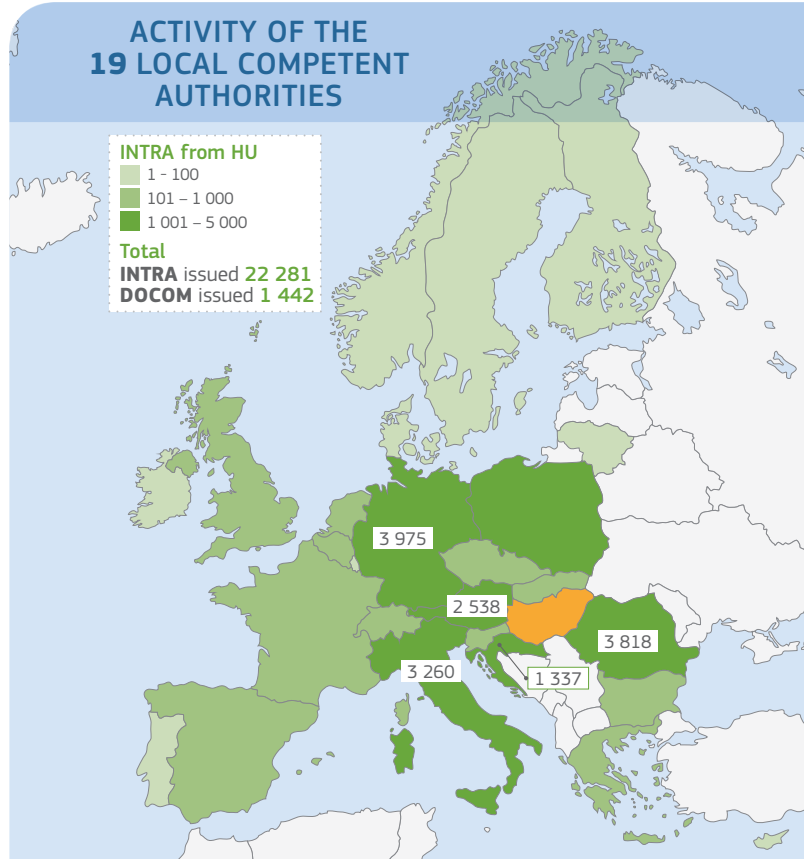 ACTIVITY OF THE
19 LOCAL COMPETENT
AUTHORITIES
INTRA from HU
1 - 100
101 – 1 000
1 001 – 5 000
Total
INTRA issued 22 281
DOCOM issued 1 442
3 975
2 538
3 818
3 260
1 337